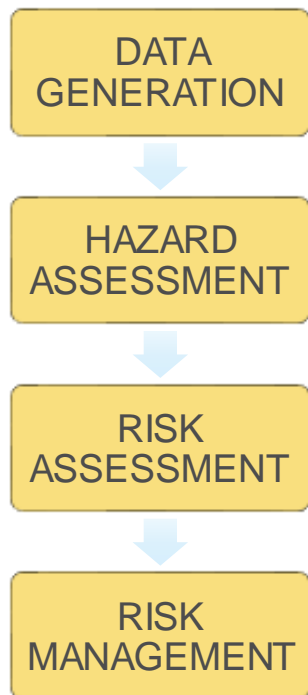 DATA
GENERATION
HAZARD
ASSESSMENT
RISK
ASSESSMENT
RISK
MANAGEMENT